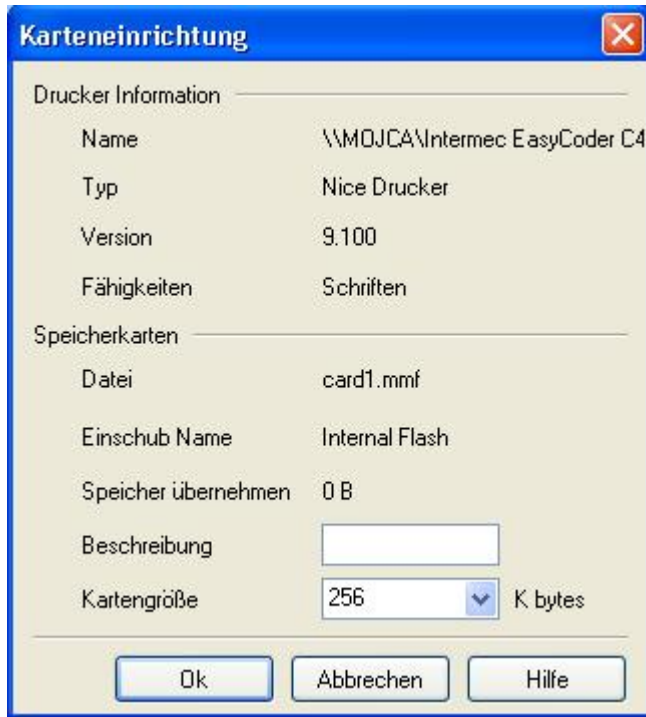 Karteneinrichtung
Drucker Information
Name \\MOJCA\Intermec EasyCoder C4
Typ Nice Drucker
Version 9.100
Fähigkeiten Schriften
Speicherkarten
Datei card1.mmf
Einschub Name Internal Flash
Speicher übernehmen 0 B
Beschreibung
Kartengröße 256 K bytes
Ok Abbrechen Hilfe